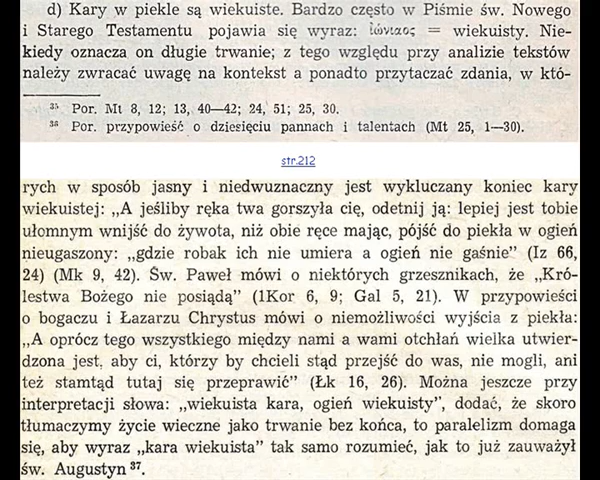 d) Kary w piekle są wiekuiste. Bardzo często w Piśmie św. Nowego
i Starego Testamentu pojawia się wyraz: ἰώνιαος = wiekuisty. Nie-
kiedy oznacza on długie trwanie; z tego względu przy analizie tekstów
należy zwracać uwagę na kontekst a ponadto przytaczać zdania, w któ-
³⁵ Por. Mt 8, 12; 13, 40—42; 24, 51; 25, 30.
³⁶ Por. przypowieść o dziesięciu pannach i talentach (Mt 25, 1—30).
str.212
rych w sposób jasny i niedwuznaczny jest wykluczany koniec kary
wiekuistej: „A jeśliby ręka twa gorszyła cię, odetnij ją: lepiej jest tobie
ułomnym wnijść do żywota, niż obie ręce mając, pójść do piekła w ogień
nieugaszony: „gdzie robak ich nie umiera a ogień nie gaśnie” (Iz 66,
24) (Mk 9, 42). Św. Paweł mówi o niektórych grzesznikach, że „Kró-
lestwa Bożego nie posiądą” (1Kor 6, 9; Gal 5, 21). W przypowieści
o bogaczu i Łazarzu Chrystus mówi o niemożliwości wyjścia z piekła:
„A oprócz tego wszystkiego między nami a wami otchłań wielka utwier-
dzona jest, aby ci, którzy by chcieli stąd przejść do was, nie mogli, ani
też stamtąd tutaj się przeprawić” (Łk 16, 26). Można jeszcze przy
interpretacji słowa: „wiekuista kara, ogień wiekuisty”, dodać, że skoro
tłumaczymy życie wieczne jako trwanie bez końca, to paralelizm domaga
się, aby wyraz „kara wiekuista” tak samo rozumieć, jak to już zauważył
św. Augustyn ³⁷.